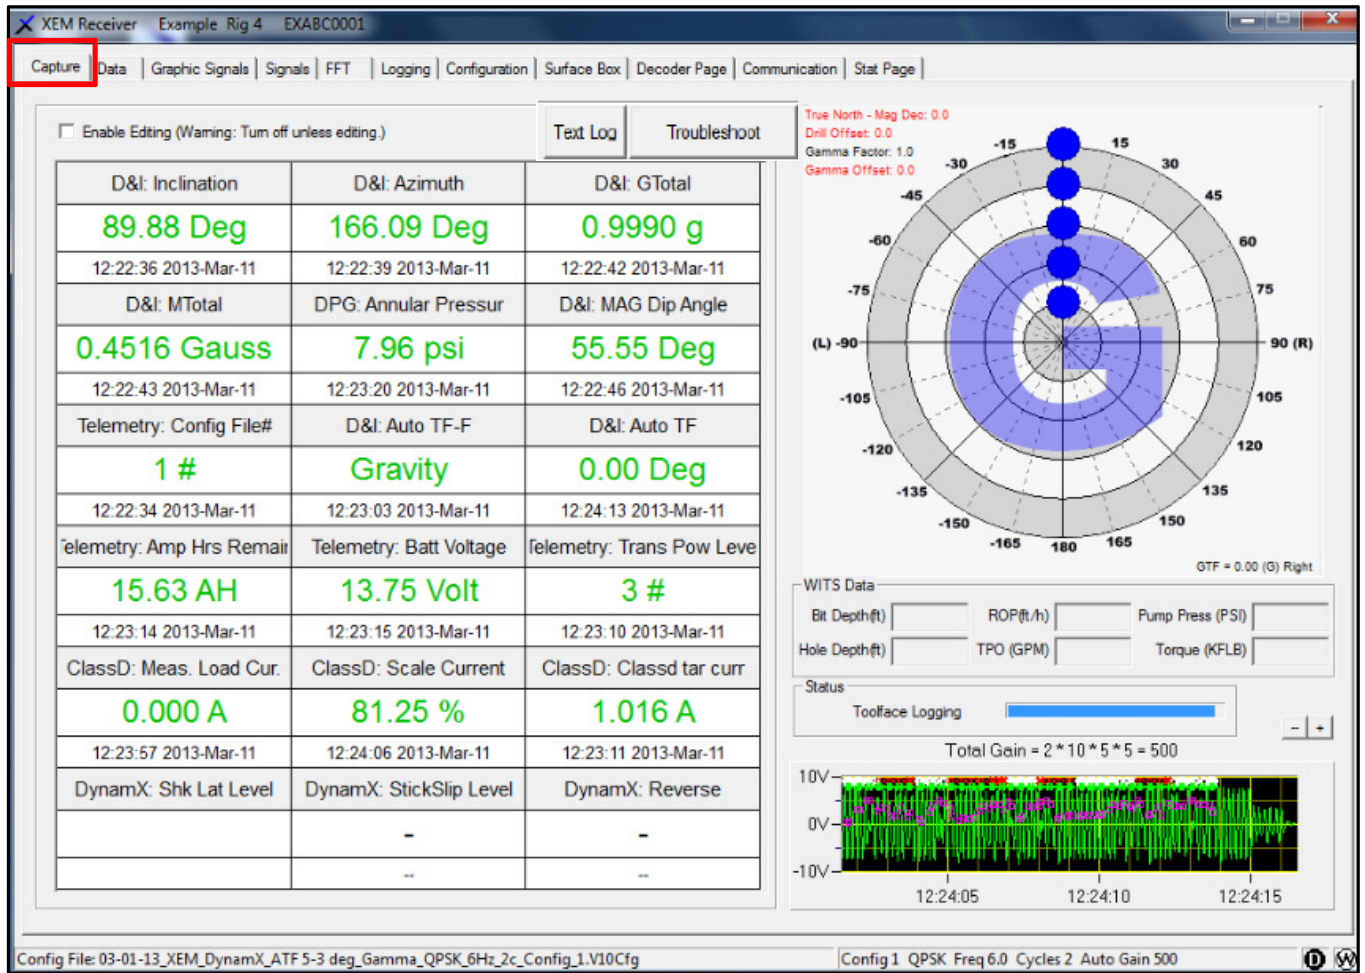 XEM Receiver Example Rig 4 EXABC0001
Capture Data Graphic Signals Signals FFT Logging Configuration Surface Box Decoder Page Communication Stat Page
Enable Editing (Warning: Turn off unless editing.)
Text Log Troubleshoot
D&I: Inclination D&I: Azimuth D&I: GTotal
89.88 Deg 166.09 Deg 0.9990 g
12:22:36 2013-Mar-11 12:22:39 2013-Mar-11 12:22:42 2013-Mar-11
D&I: MTotal DPG: Annular Pressur D&I: MAG Dip Angle
0.4516 Gauss 7.96 psi 55.55 Deg
12:22:43 2013-Mar-11 12:23:20 2013-Mar-11 12:22:46 2013-Mar-11
Telemetry: Config File# D&I: Auto TF-F D&I: Auto TF
1 # Gravity 0.00 Deg
12:22:34 2013-Mar-11 12:23:03 2013-Mar-11 12:24:13 2013-Mar-11
Telemetry: Amp Hrs Remain Telemetry: Batt Voltage Telemetry: Trans Pow Leve
15.63 AH 13.75 Volt 3 #
12:23:14 2013-Mar-11 12:23:15 2013-Mar-11 12:23:10 2013-Mar-11
ClassD: Meas. Load Cur. ClassD: Scale Current ClassD: Classd tar curr
0.000 A 81.25 % 1.016 A
12:23:57 2013-Mar-11 12:24:06 2013-Mar-11 12:23:11 2013-Mar-11
DynamX: Shk Lat Level DynamX: StickSlip Level DynamX: Reverse
- -
-- --
True North - Mag Dec: 0.0
Drill Offset: 0.0
Gamma Factor: 1.0
Gamma Offset: 0.0
-15 15
-30 30
-45 45
-60 60
-75 75
(L) -90 90 (R)
-105 105
-120 120
-135 135
-150 150
-165 180 165
G
GTF = 0.00 (G) Right
WITS Data
Bit Depth(ft) ROP(ft/h) Pump Press (PSI)
Hole Depth(ft) TPO (GPM) Torque (KFLB)
Status
Toolface Logging
- +
Total Gain = 2 * 10 * 5 * 5 = 500
10V
0V
-10V
12:24:05 12:24:10 12:24:15
Config File: 03-01-13_XEM_DynamX_ATF 5-3 deg_Gamma_QPSK_6Hz_2c_Config_1.V10Cfg
Config 1 QPSK Freq 6.0 Cycles 2 Auto Gain 500 D W